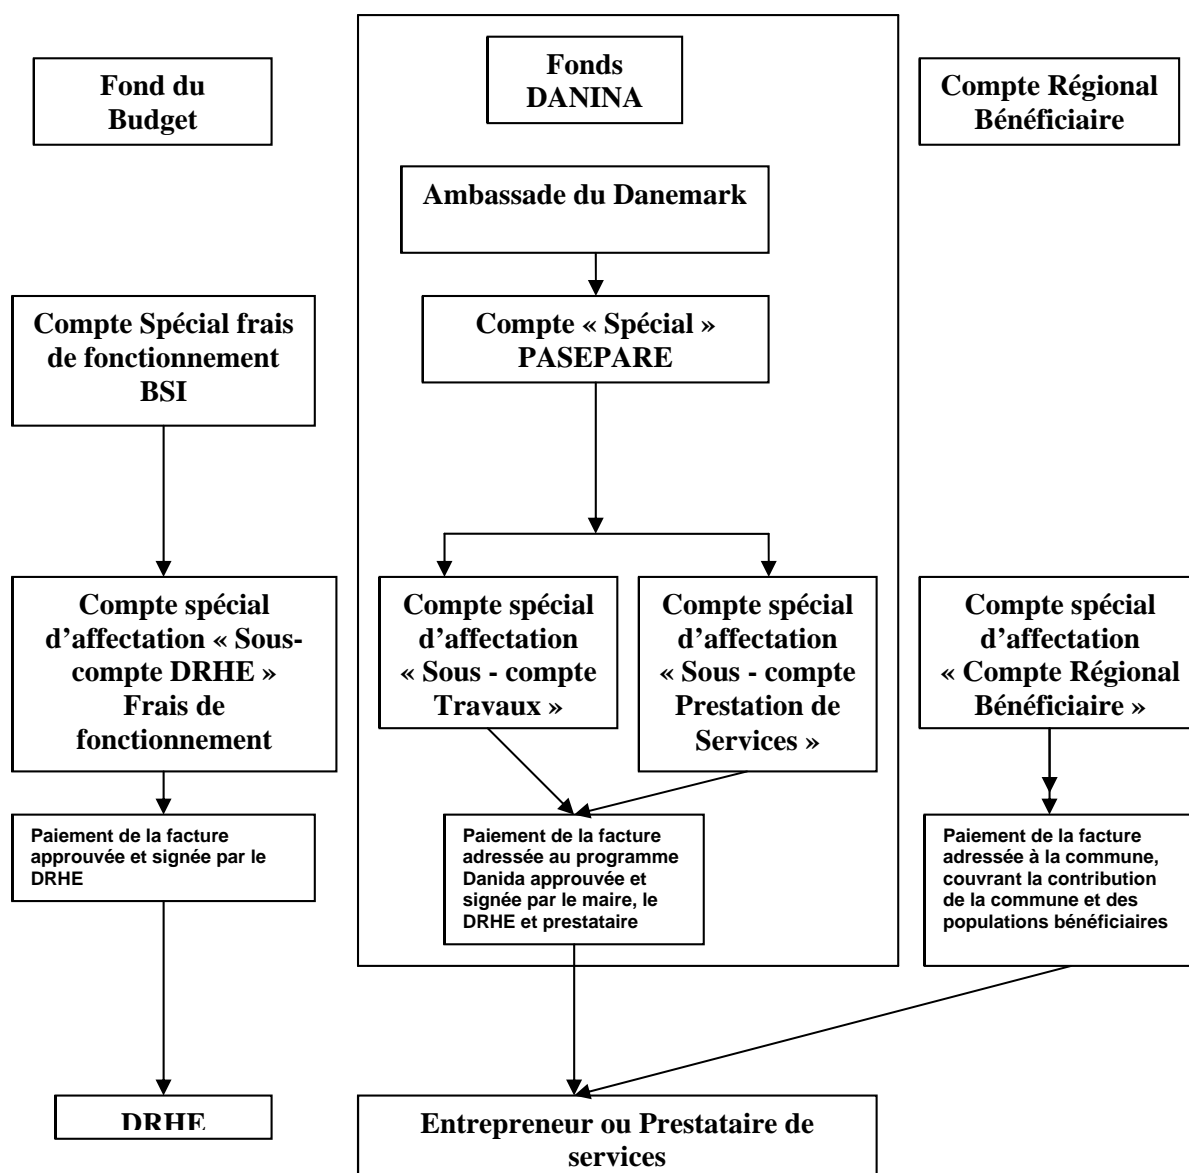 Fond du
Budget
Fonds
DANINA
Compte Régional
Bénéficiaire
Ambassade du Danemark
Compte Spécial frais
de fonctionnement
BSI
Compte « Spécial »
PASEPARE
Compte spécial
d’affectation « Sous-
compte DRHE »
Frais de
fonctionnement
Compte spécial
d’affectation
« Sous - compte
Travaux »
Compte spécial
d’affectation
« Sous - compte
Prestation de
Services »
Compte spécial
d’affectation
« Compte Régional
Bénéficiaire »
Paiement de la facture
approuvée et signée par le
DRHE
Paiement de la facture
adressée au programme
Danida approuvée et
signée par le maire, le
DRHE et prestataire
Paiement de la facture
adressée à la commune,
couvrant la contribution
de la commune et des
populations bénéficiaires
DRHE
Entrepreneur ou Prestataire de
services